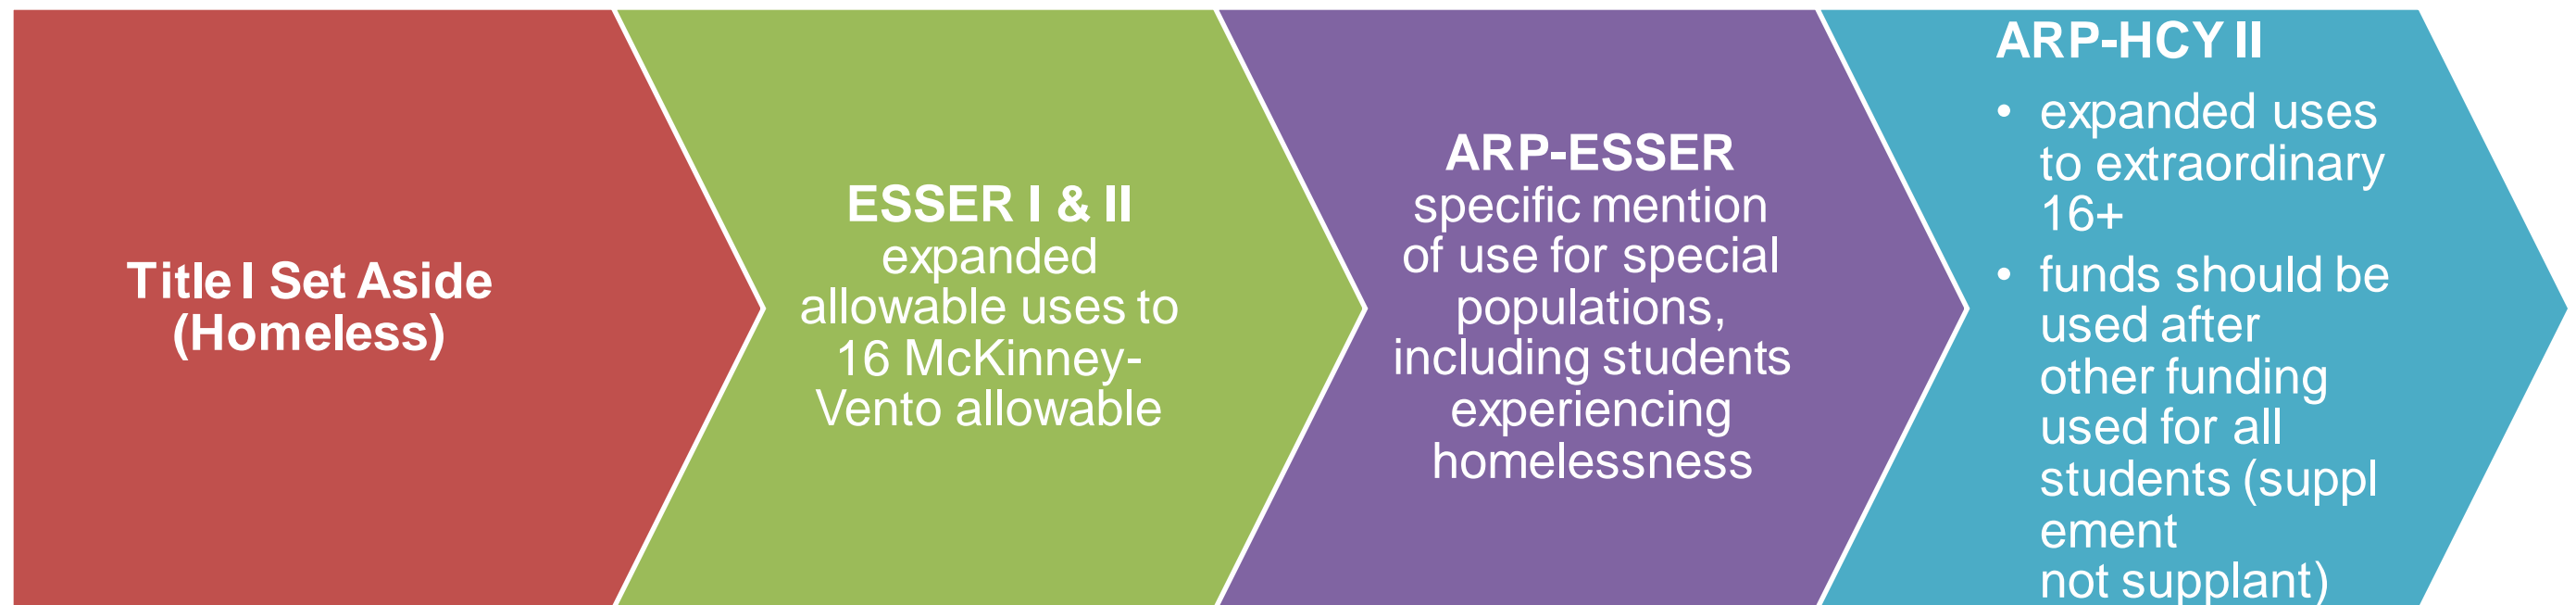 Title I Set Aside
(Homeless)
ESSER I & II
expanded
allowable uses to
16 McKinney-
Vento allowable
ARP-ESSER
specific mention
of use for special
populations,
including students
experiencing
homelessness
ARP-HCY II
• expanded uses
to extraordinary
16+
• funds should be
used after
other funding
used for all
students (suppl
ement
not supplant)